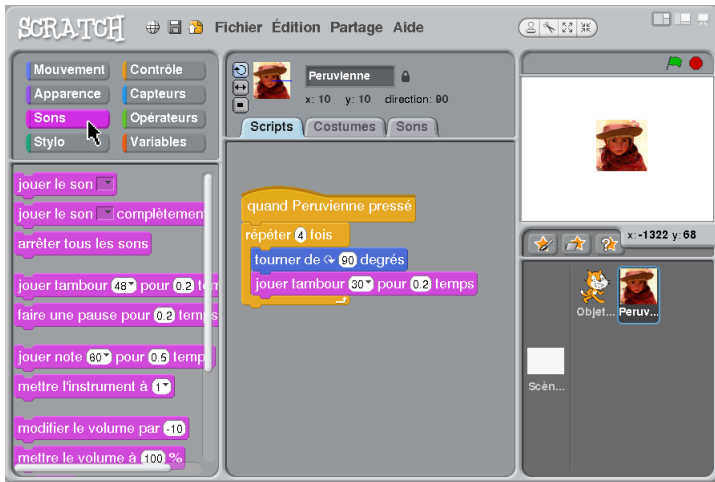 SCRATCH Fichier Édition Partage Aide
Mouvement Contrôle
Apparence Capteurs
Sons Opérateurs
Stylo Variables
jouer le son
jouer le son complètemen
arrêter tous les sons
jouer tambour 48 pour 0.2 tem
faire une pause pour 0.2 temps
jouer note 60 pour 0.5 temp
mettre l'instrument à 1
modifier le volume par -10
mettre le volume à 100 %
Peruvienne
x: 10 y: 10 direction: 90
Scripts Costumes Sons
quand Peruvienne pressé
répéter 4 fois
tourner de 90 degrés
jouer tambour 30 pour 0.2 temps
x:-1322 y:68
Objet... Peruv...
Scèn...